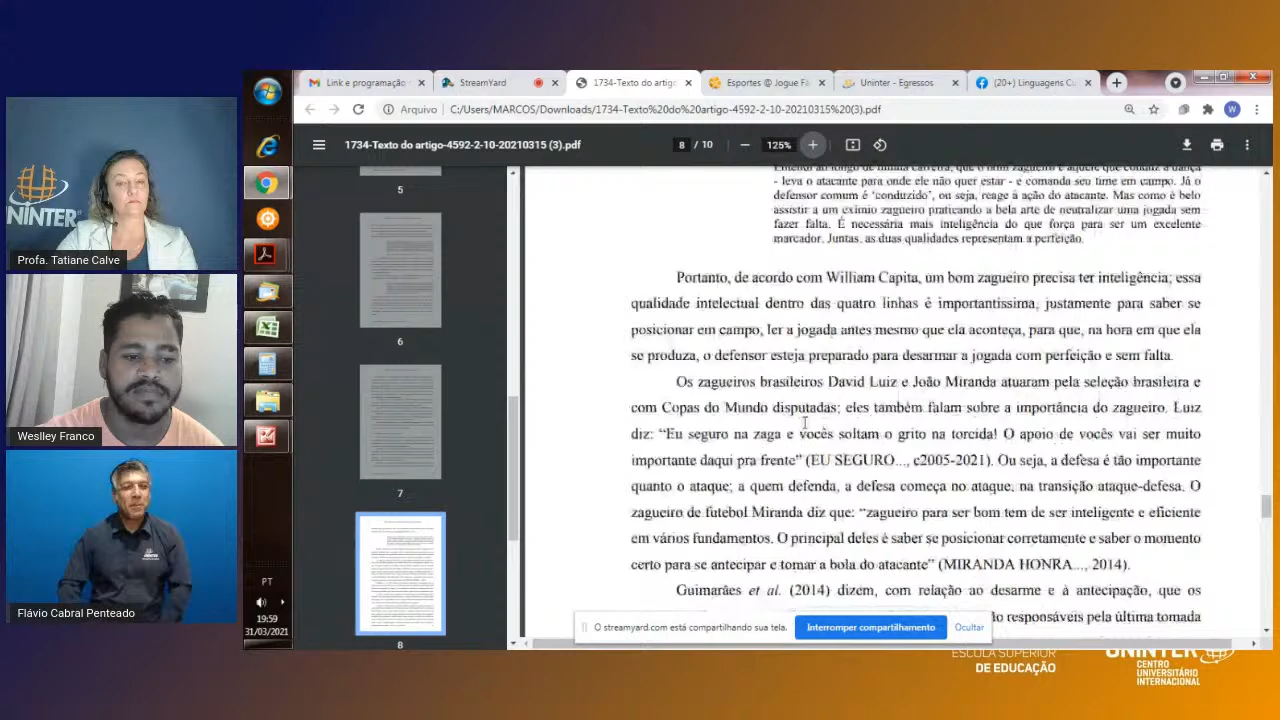 Link e programação
StreamYard
1734-Texto do artigo
Esportes @ Jogue Fá
Uninter - Egressos
(20+) Linguagens Cu
Arquivo
C:/Users/MARCOS/Downloads/1734-Texto%20do%20artigo-4592-2-10-20210315%20(3).pdf
W
1734-Texto do artigo-4592-2-10-20210315 (3).pdf
8 / 10
125%
UNINTER
Profa. Tatiane Calve
Weslley Franco
Flávio Cabral Penteado
PT
19:59
31/03/2021
5
6
7
8
Entendi ao longo de minha carreira, que o bom zagueiro é aquele que conduz a dança
- leva o atacante para onde ele não quer estar - e comanda seu time em campo. Já o
defensor comum é “conduzido”, ou seja, reage à ação do atacante. Mas como é belo
assistir a um exímio zagueiro praticando a bela arte de neutralizar uma jogada sem
fazer falta. É necessária mais inteligência do que força para ser um excelente
marcador. Juntas, as duas qualidades representam a perfeição.
Portanto, de acordo com William Capita, um bom zagueiro precisa ter inteligência; essa
qualidade intelectual dentro das quatro linhas é importantíssima, justamente para saber se
posicionar em campo, ler a jogada antes mesmo que ela aconteça, para que, na hora em que ela
se produza, o defensor esteja preparado para desarmar a jogada com perfeição e sem falta.
Os zagueiros brasileiros David Luiz e João Miranda atuaram pela seleção brasileira e
com Copas do Mundo disputadas; eles também falam sobre a importância do zagueiro. Luiz
diz: “Eu seguro na zaga e vocês soltam o grito na torcida! O apoio de vocês vai ser muito
importante daqui pra frente” (EU SEGURO..., c2005-2021). Ou seja, a defesa é tão importante
quanto o ataque; a quem defenda, a defesa começa no ataque, na transição ataque-defesa. O
zagueiro de futebol Miranda diz que: “zagueiro para ser bom tem de ser inteligente e eficiente
em vários fundamentos. O principal deles é saber se posicionar corretamente e saber o momento
certo para se antecipar e tomar a bola do atacante” (MIRANDA HONRA..., 2014).
Guimarães et al. (2014) dizem, com relação ao desarme e à antecipação, que os
responsáveis pela última tomada
O streamyard.com está compartilhando sua tela.
Interromper compartilhamento
Ocultar
ESCOLA SUPERIOR
DE EDUCAÇÃO
UNINTER
CENTRO
UNIVERSITÁRIO
INTERNACIONAL